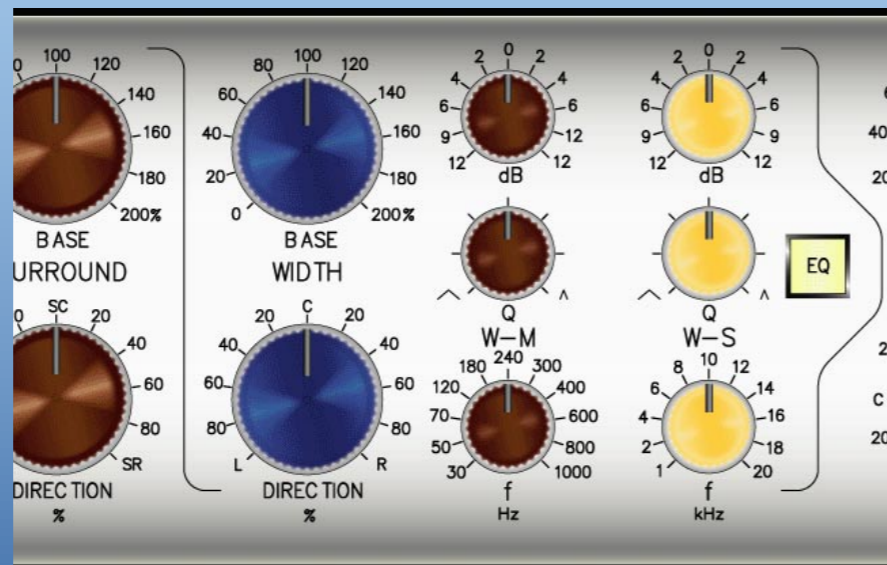 0 100 120
140
160
180
200%
BASE
URROUND
0 SC 20
40
60
80
SR
DIRECTION
%
0 20 40 60 80 100 120 140 160 180 200%
BASE
WIDTH
L 80 60 40 20 C 20 40 60 80 R
DIRECTION
%
12 9 6 4 2 0 2 4 6 12 12
dB
Q
W-M
30 50 70 120 180 240 300 400 600 800 1000
f
Hz
12 9 6 4 2 0 2 4 6 9 12
dB
Q
W-S
1 2 4 6 8 10 12 14 16 18 20
f
kHz
EQ
6
40
20
2
C
20